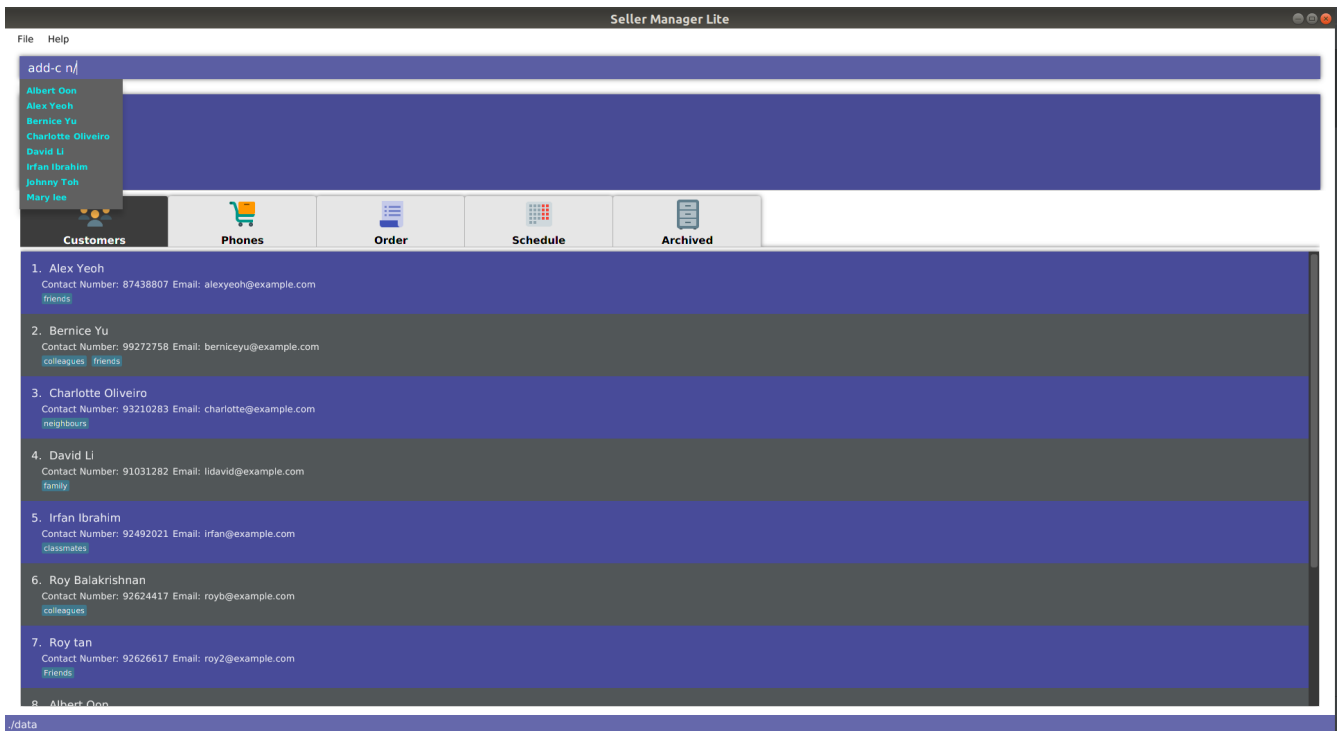 Seller Manager Lite
File Help
add-c n/
Albert Oon
Alex Yeoh
Bernice Yu
Charlotte Oliveiro
David Li
Irfan Ibrahim
Johnny Toh
Mary lee
Customers Phones Order Schedule Archived
1. Alex Yeoh
Contact Number: 87438807 Email: alexyeoh@example.com
friends
2. Bernice Yu
Contact Number: 99272758 Email: berniceyu@example.com
colleagues friends
3. Charlotte Oliveiro
Contact Number: 93210283 Email: charlotte@example.com
neighbours
4. David Li
Contact Number: 91031282 Email: lidavid@example.com
family
5. Irfan Ibrahim
Contact Number: 92492021 Email: irfan@example.com
classmates
6. Roy Balakrishnan
Contact Number: 92624417 Email: royb@example.com
colleagues
7. Roy tan
Contact Number: 92626617 Email: roy2@example.com
Friends
8. Albert Oon
./data